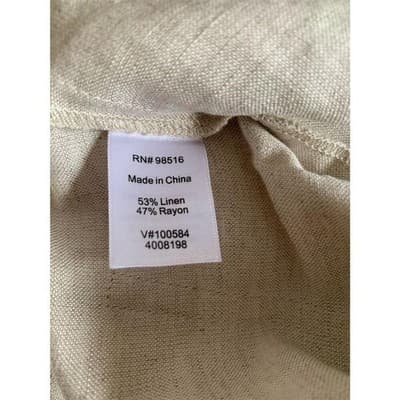 RN# 98516
Made in China
53% Linen
47% Rayon
V#100584
4008198